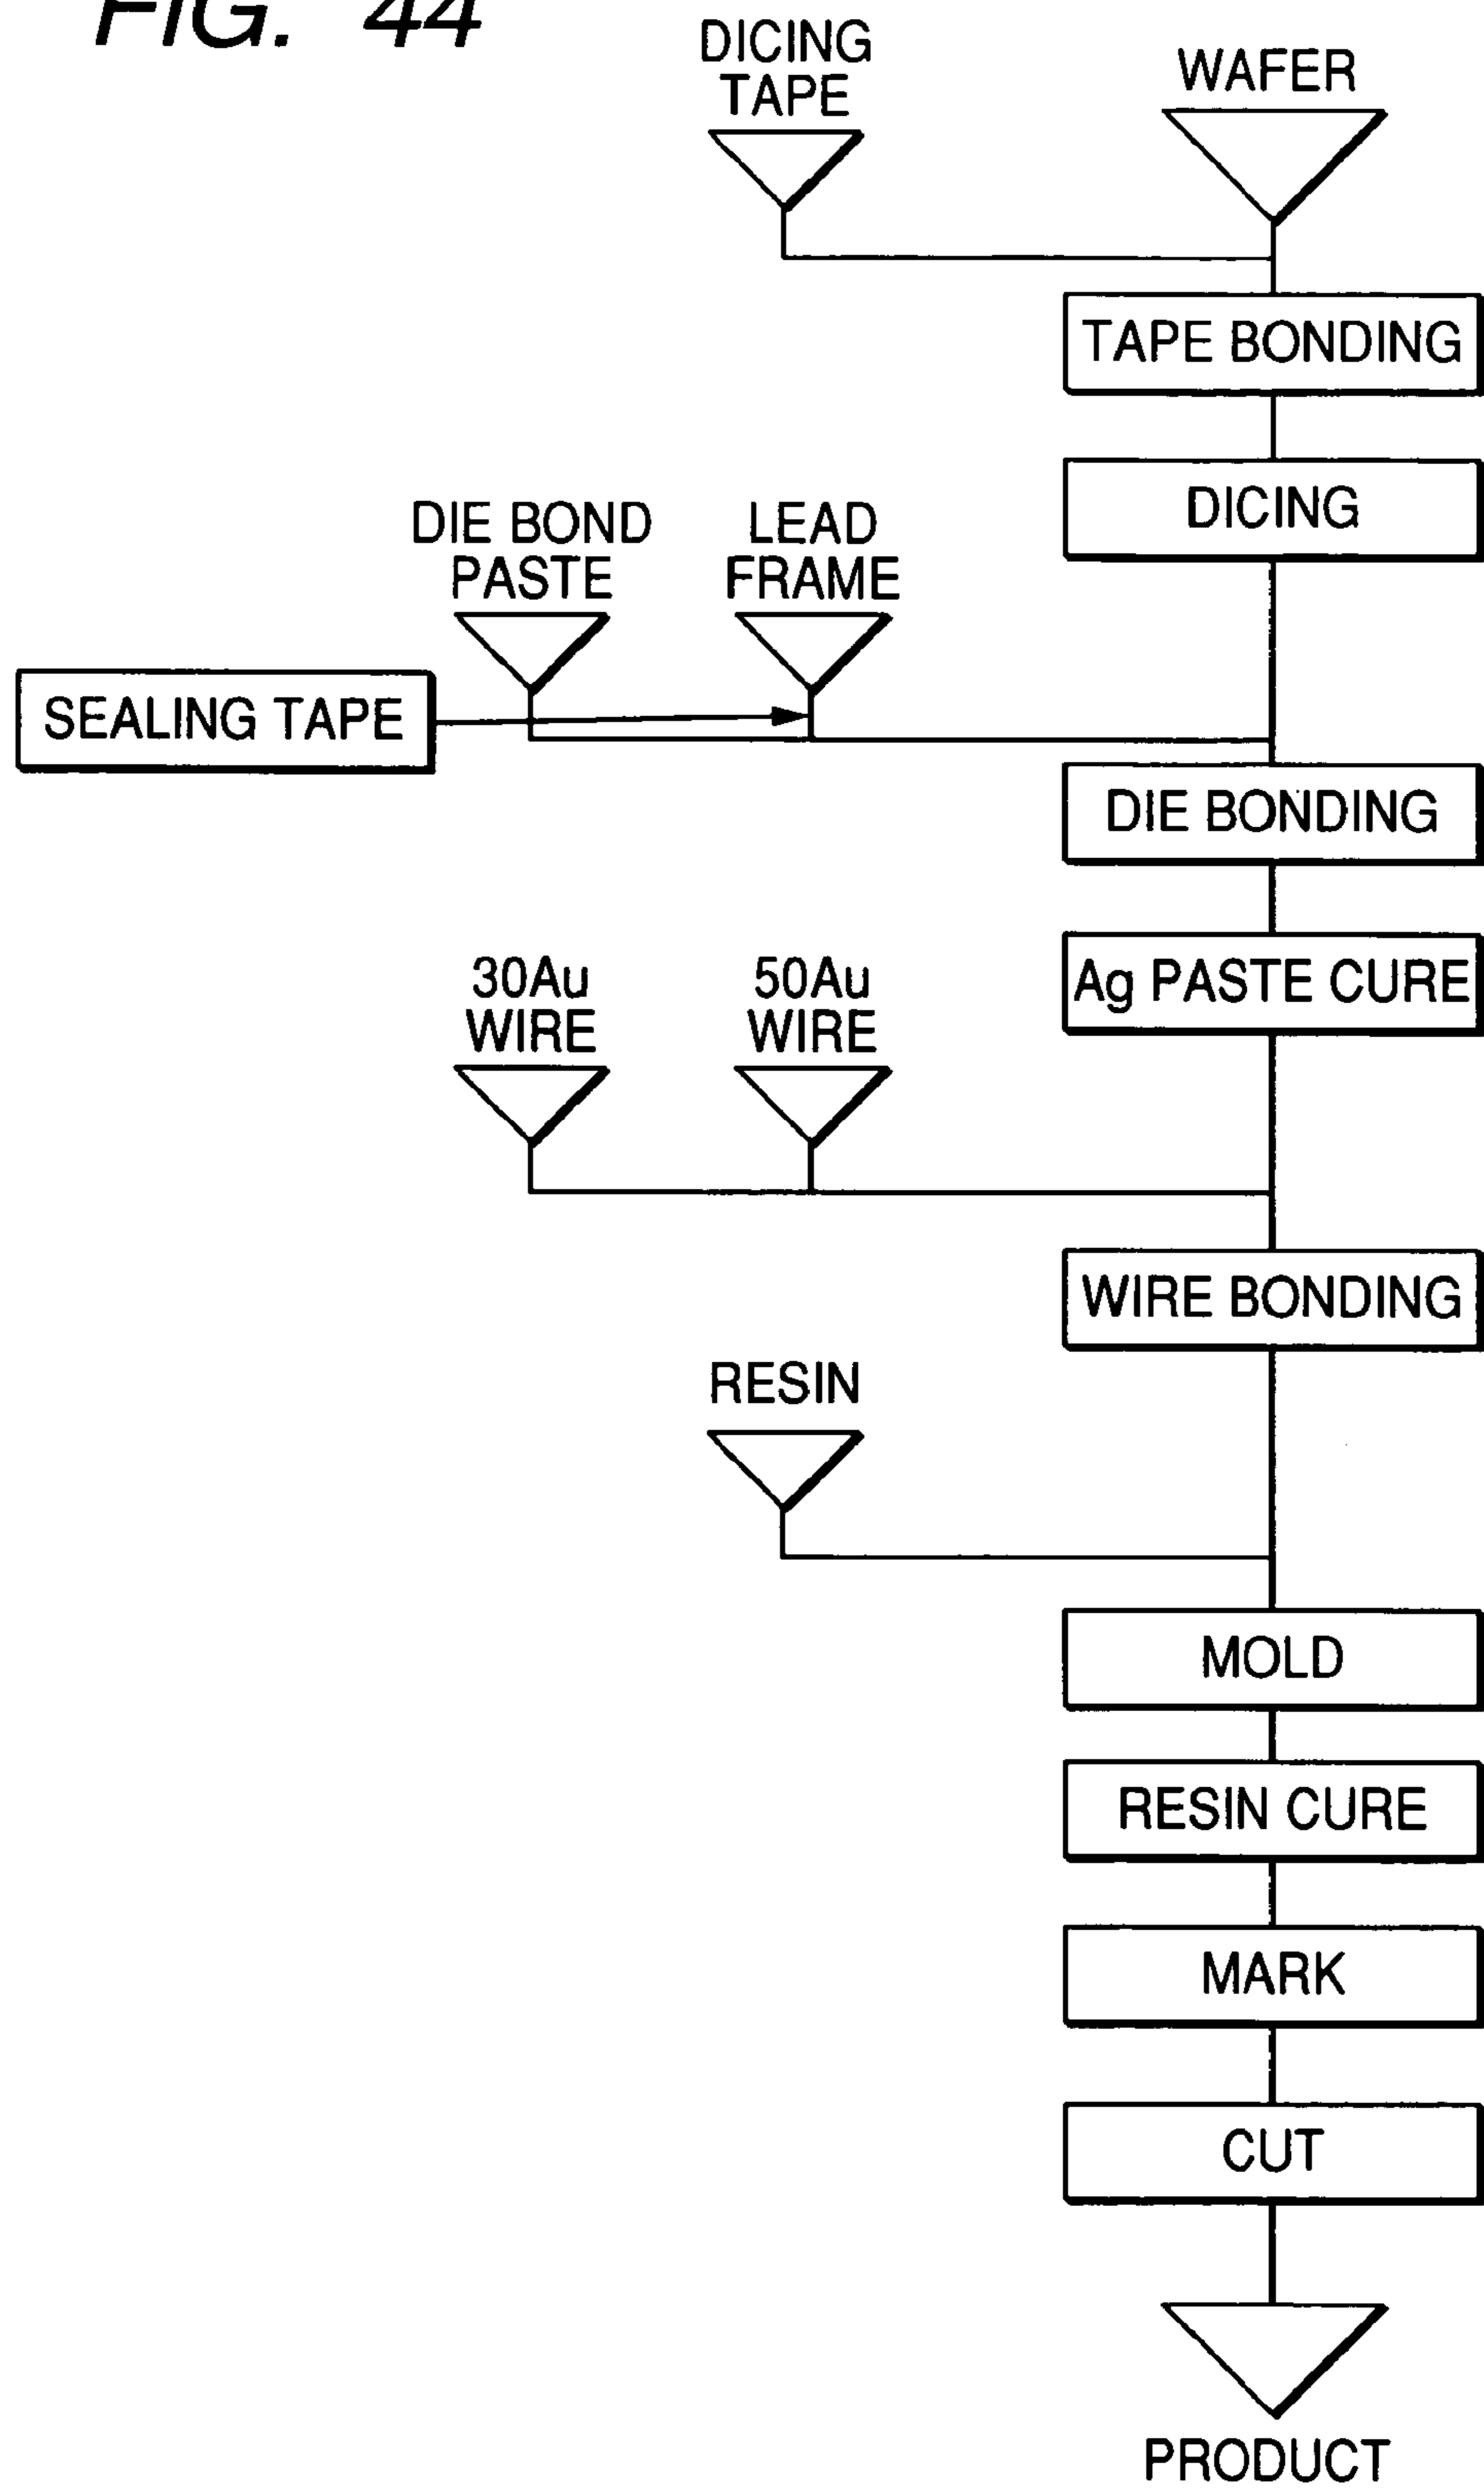 FIG. 44
DICING
TAPE
WAFER
TAPE BONDING
DICING
DIE BOND
PASTE
LEAD
FRAME
SEALING TAPE
DIE BONDING
Ag PASTE CURE
30Au
WIRE
50Au
WIRE
WIRE BONDING
RESIN
MOLD
RESIN CURE
MARK
CUT
PRODUCT